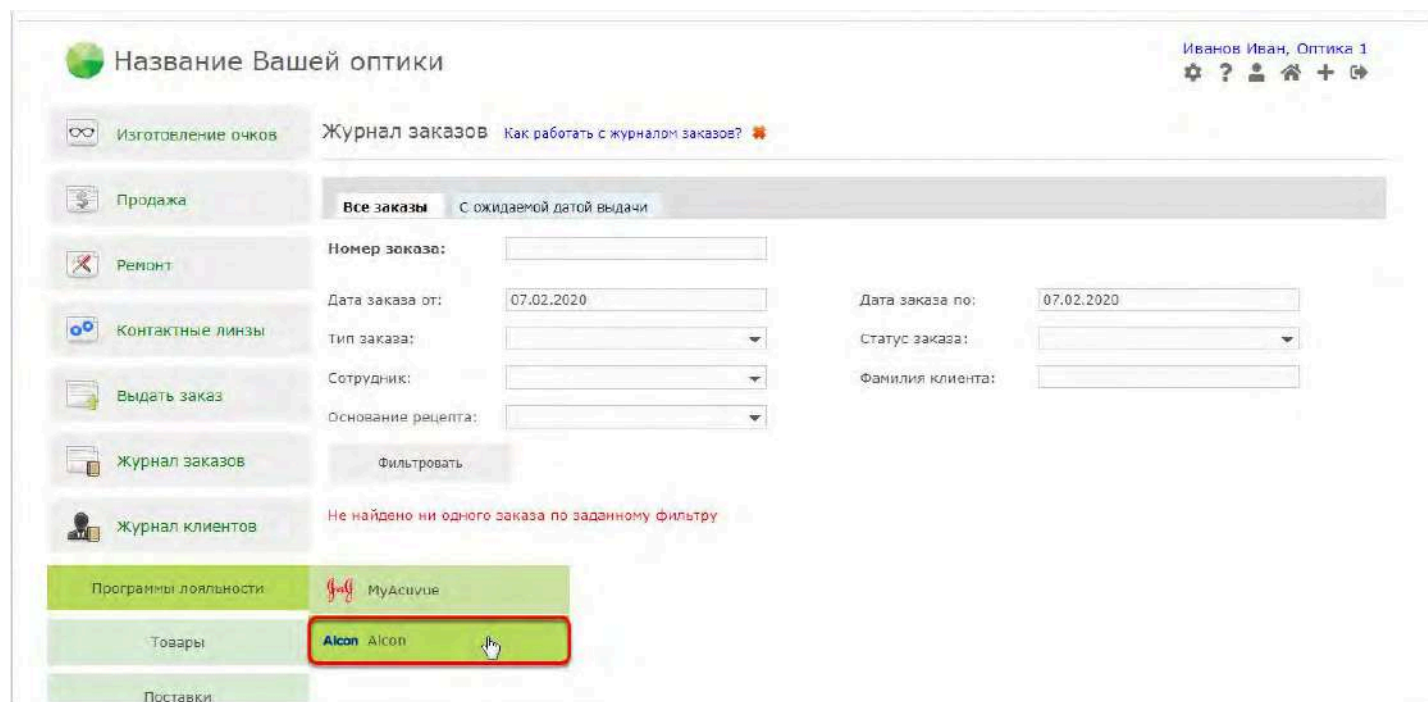 Название Вашей оптики
Иванов Иван, Оптика 1
Изготовление очков
Журнал заказов Как работать с журналом заказов?
Продажа
Все заказы С ожидаемой датой выдачи
Номер заказа:
Ремонт
Дата заказа от: 07.02.2020 Дата заказа по: 07.02.2020
Контактные линзы
Тип заказа: Статус заказа:
Сотрудник: Фамилия клиента:
Выдать заказ
Основание рецепта:
Журнал заказов
Фильтровать
Журнал клиентов
Не найдено ни одного заказа по заданному фильтру
Программы лояльности
J&J MyAcuvue
Товары
Alcon Alcon
Поставки